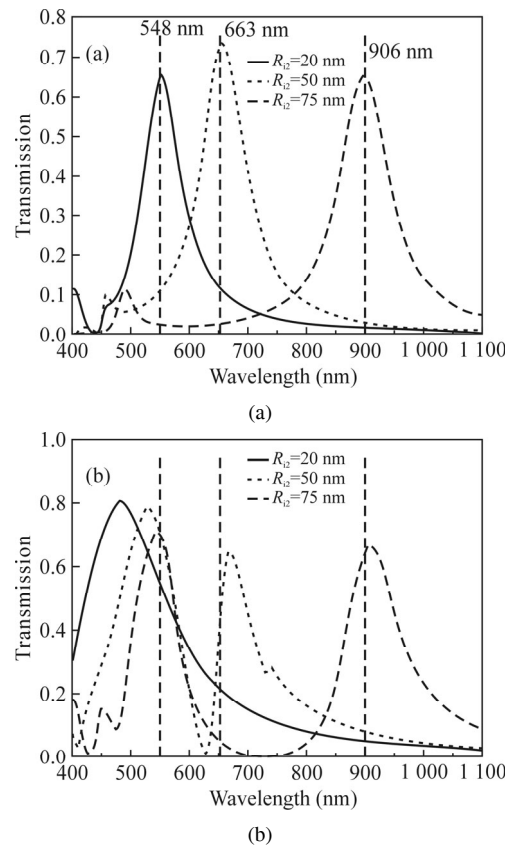 0.8
0.7
0.6
0.5
0.4
0.3
0.2
0.1
0.0
Transmission
(a)
548 nm
663 nm
906 nm
R_i2=20 nm
R_i2=50 nm
R_i2=75 nm
400 500 600 700 800 900 1 000 1 100
Wavelength (nm)
(a)
1.0
0.8
0.6
0.4
0.2
0.0
Transmission
(b)
R_i2=20 nm
R_i2=50 nm
R_i2=75 nm
400 500 600 700 800 900 1 000 1 100
Wavelength (nm)
(b)